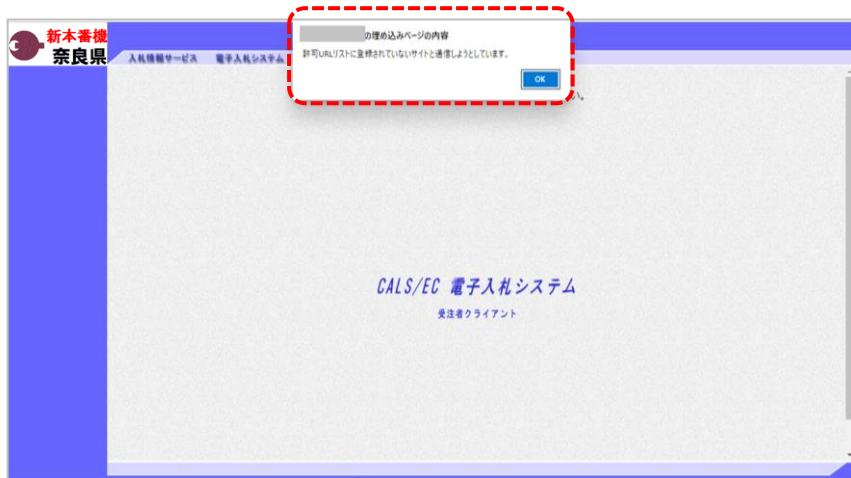 新本番機
奈良県
入札情報サービス 電子入札システム
の埋め込みページの内容
許可URLリストに登録されていないサイトと通信しようとしています。
OK
い。
CALS/EC 電子入札システム
受注者クライアント